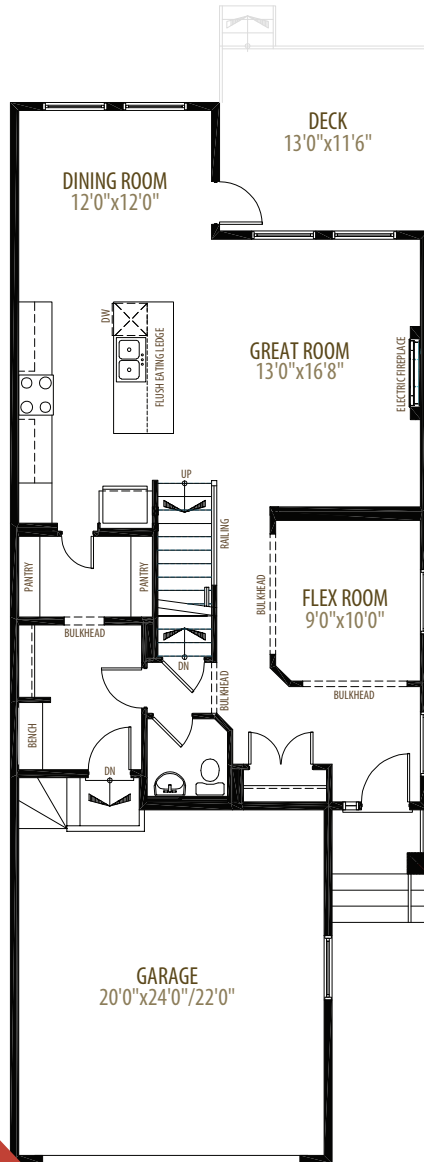 DECK
13'0"x11'6"
DINING ROOM
12'0"x12'0"
DW
FLUSH EATING LEDGE
GREAT ROOM
13'0"x16'8"
ELECTRIC FIREPLACE
UP
RAILING
PANTRY
PANTRY
BULKHEAD
BULKHEAD
FLEX ROOM
9'0"x10'0"
BULKHEAD
DN
BULKHEAD
BENCH
DN
GARAGE
20'0"x24'0"/22'0"